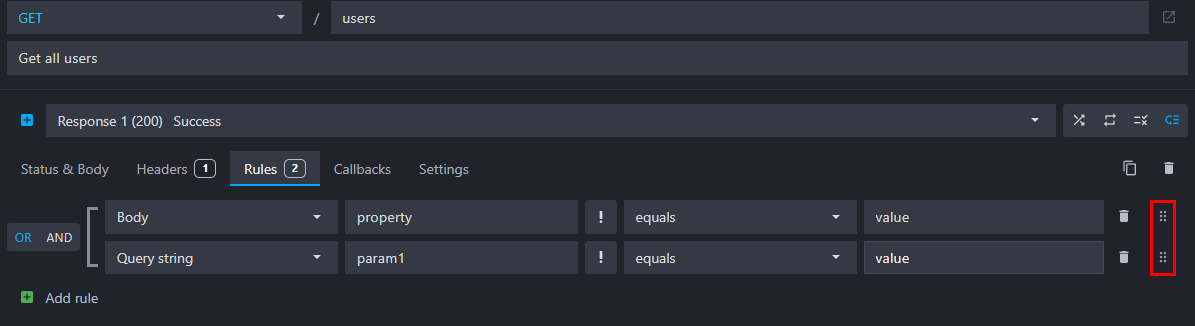 GET / users
Get all users
Response 1 (200) Success
Status & Body Headers 1 Rules 2 Callbacks Settings
Body property ! equals value
OR AND
Query string param1 ! equals value
Add rule